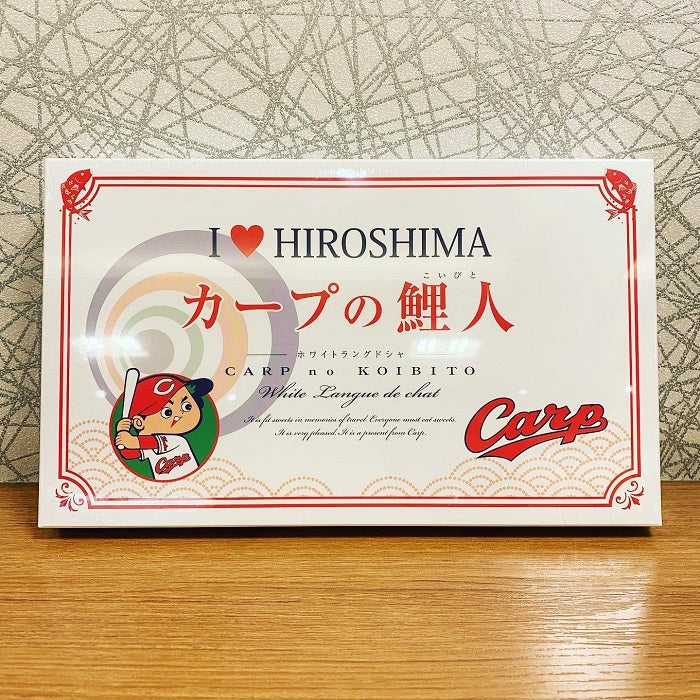 I ♥ HIROSHIMA
こいびと
カープの鯉人
ホワイトラングドシャ
CARP no KOIBITO
White Langue de chat
It is fit sweets in memories of travel. Everyone must eat sweets.
It is very pleased. It is a present from Carp.
C
Carp
Carp